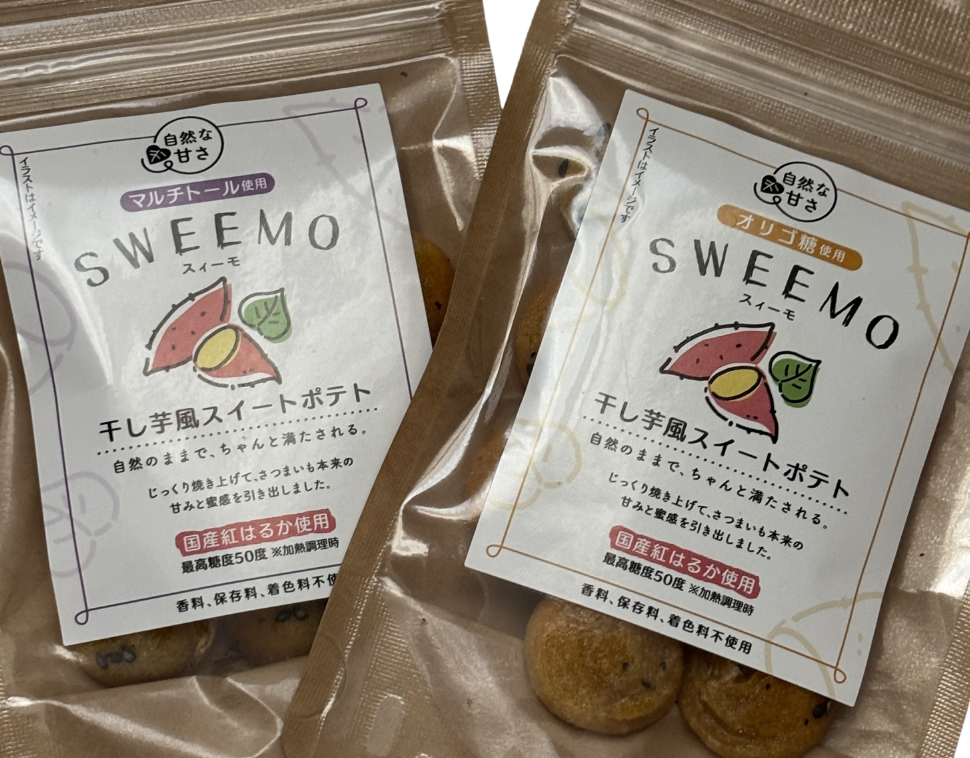 自然な
甘さ
イラストはイメージです
マルチトール使用
SWEEMO
スィーモ
干し芋風スイートポテト
自然のままで、ちゃんと満たされる。
じっくり焼き上げて、さつまいも本来の
甘みと蜜感を引き出しました。
国産紅はるか使用
最高糖度50度 ※加熱調理時
香料、保存料、着色料不使
自然な
甘さ
イラストはイメージです
オリゴ糖使用
SWEEMO
スィーモ
干し芋風スイートポテト
自然のままで、ちゃんと満たされる。
じっくり焼き上げて、さつまいも本来の
甘みと蜜感を引き出しました。
国産紅はるか使用
最高糖度50度 ※加熱調理時
香料、保存料、着色料不使用